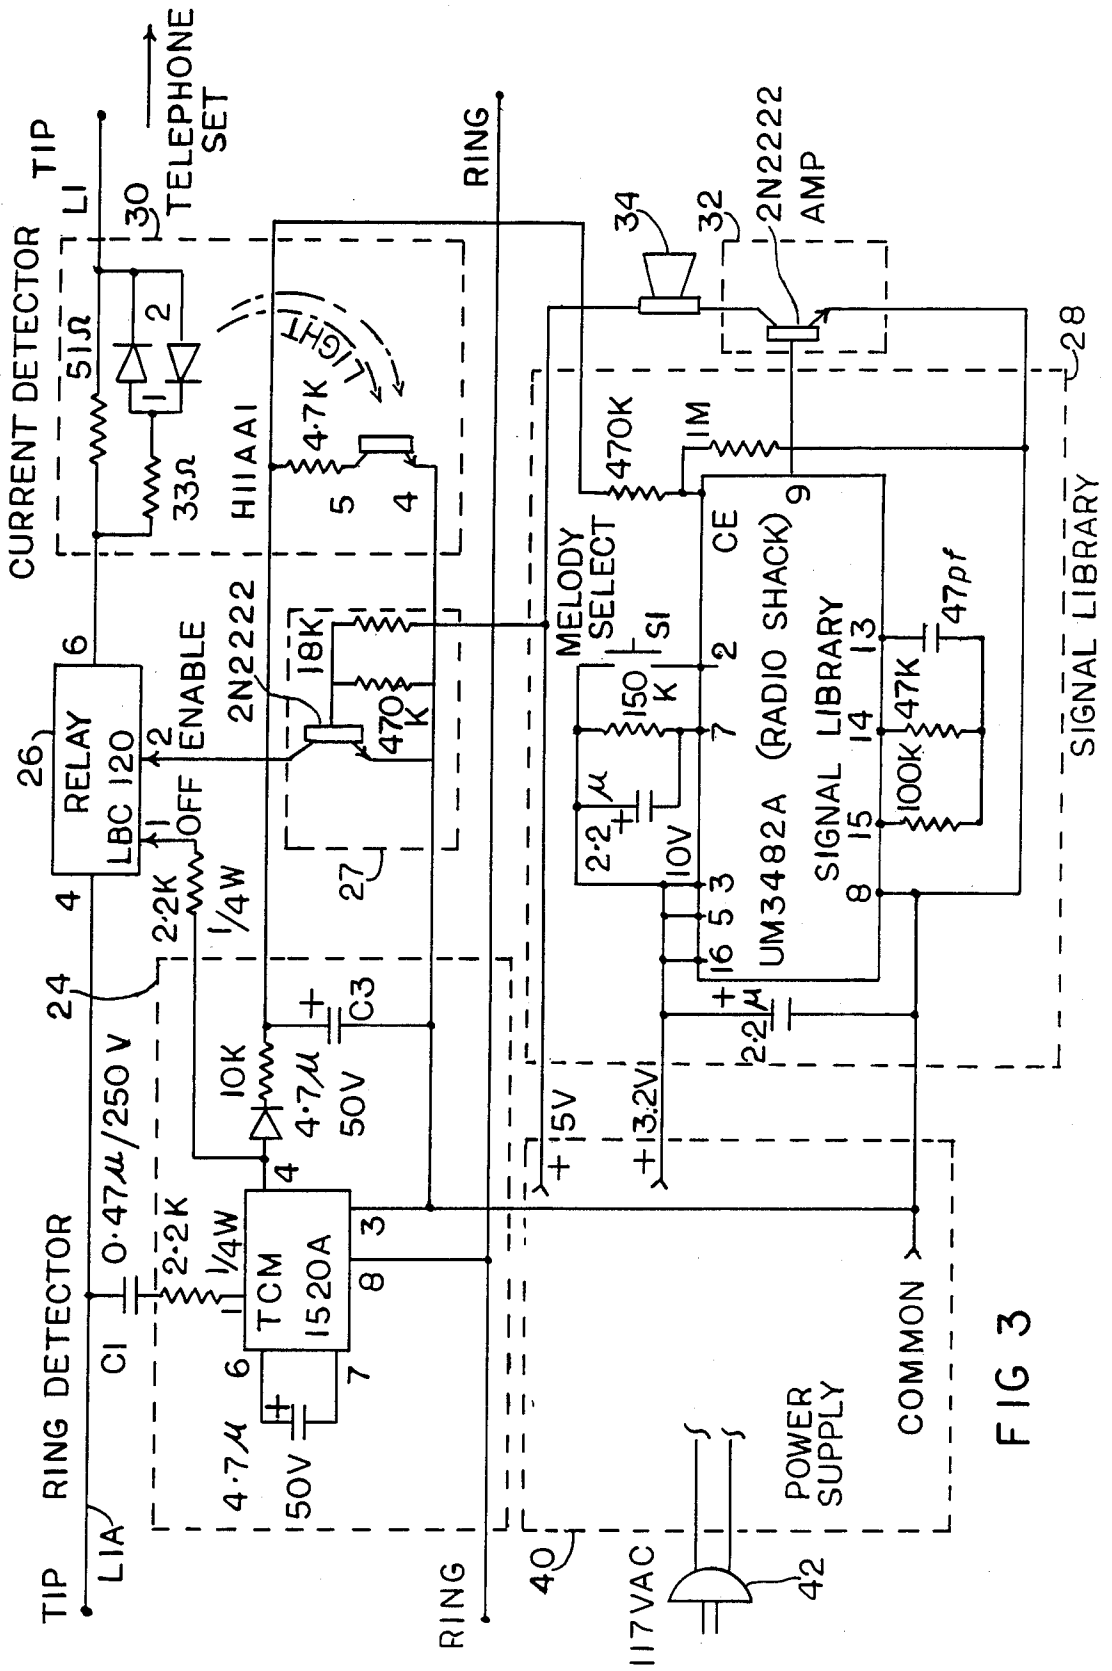 TIP
RING DETECTOR
L1A
C1
0.47μ/250V
24
4
26
RELAY
LBC 120
6
CURRENT DETECTOR
TIP
L1
30
TELEPHONE
SET
51Ω
33Ω
1
2
LIGHT
2.2K
1/4W
1
2
OFF
ENABLE
2N2222
H11AA1
4.7K
5
4
2.2K
1/4W
1
TCM
1520A
6
7
8
3
4
4.7μ
50V
+
10K
4.7μ
50V
+
C3
27
18K
470
K
RING
RING
+5V
+13.2V
COMMON
POWER
SUPPLY
40
117VAC
42
MELODY
SELECT
S1
150
K
2.2μ
+
10V
2.2μ
+
470K
1M
CE
16
5
3
7
2
UM3482A (RADIO SHACK)
SIGNAL LIBRARY
9
8
15
14
13
100K
47K
47pf
34
32
2N2222
AMP
28
SIGNAL LIBRARY
FIG 3